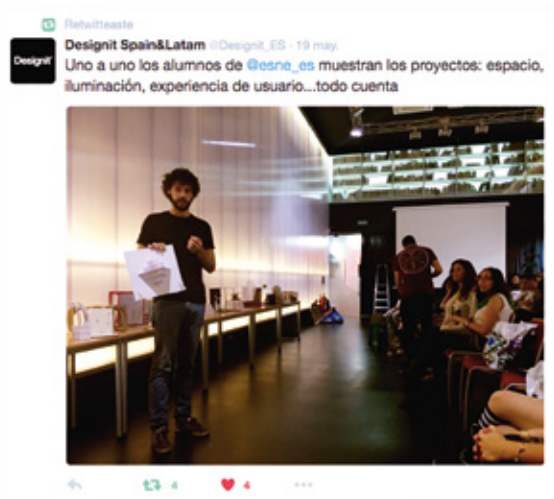 Retwitteaste
Designit Spain&Latam @Designit_ES · 19 may.
Designit
Uno a uno los alumnos de @esne_es muestran los proyectos: espacio,
iluminación, experiencia de usuario...todo cuenta
4 4